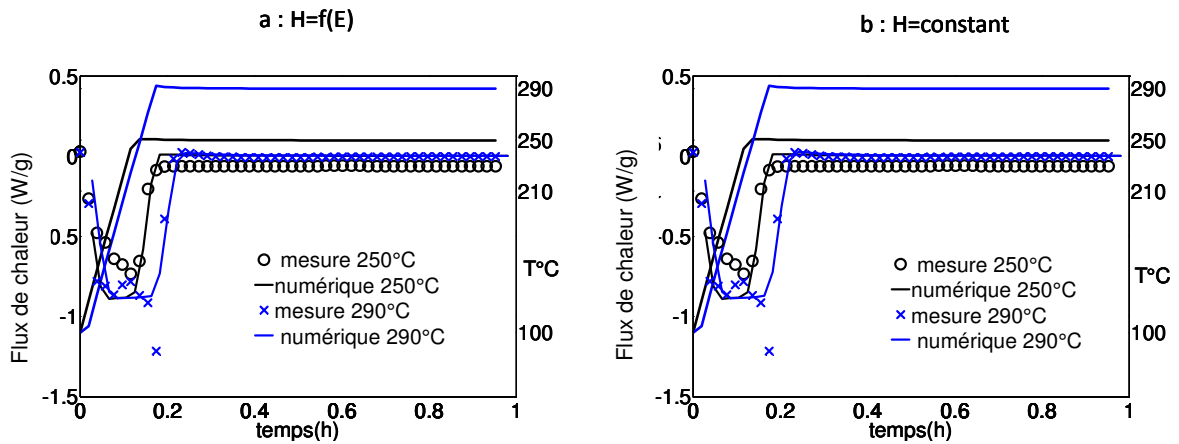 a : H=f(E)
0.5
0
0.5
-1
-1.5
290
250
210
100
T°C
Flux de chaleur (W/g)
mesure 250°C
numérique 250°C
mesure 290°C
numérique 290°C
0
0.2
0.4
0.6
0.8
1
temps(h)
b : H=constant
0.5
0
0.5
-1
-1.5
290
250
210
100
T°C
Flux de chaleur (W/g)
mesure 250°C
numérique 250°C
mesure 290°C
numérique 290°C
0
0.2
0.4
0.6
0.8
1
temps(h)